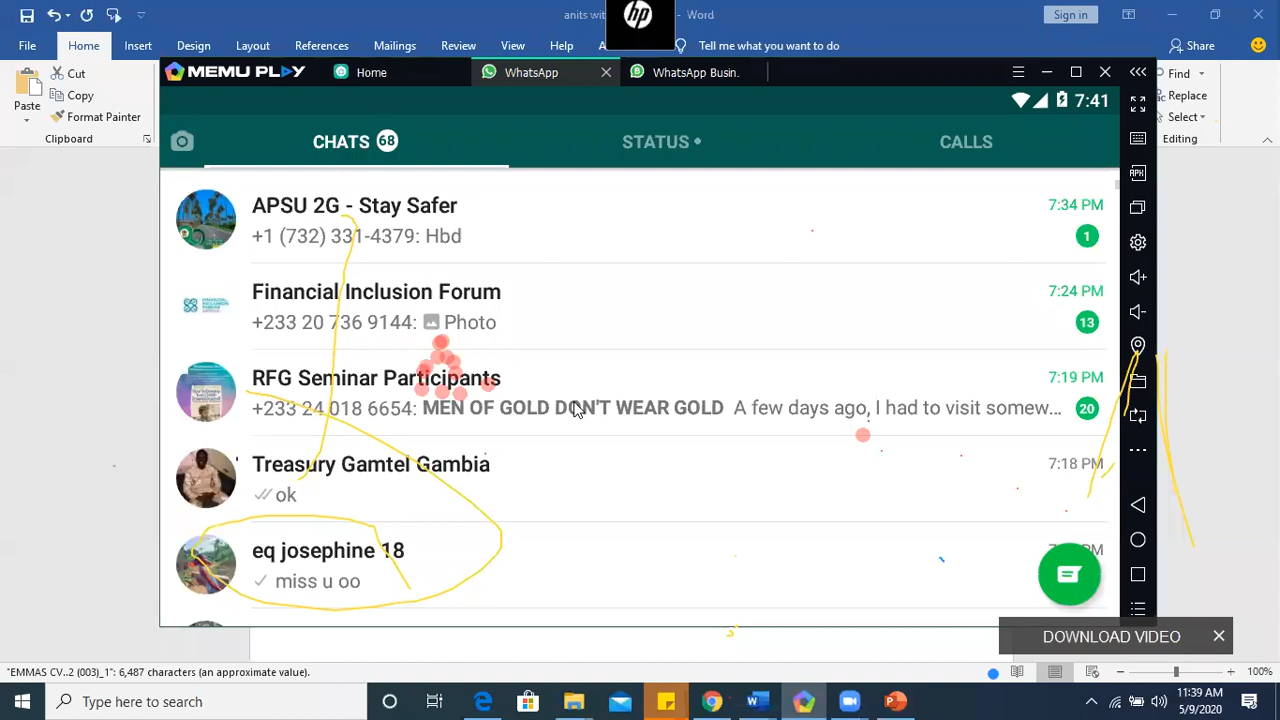 anits wi - Word Sign in
hp
File Home Insert Design Layout References Mailings Review View Help A Tell me what you want to do Share
Cut
Copy
Format Painter
Paste
Clipboard
Find
Replace
Select
Editing
MEMU PLAY Home WhatsApp WhatsApp Busin.
7:41
CHATS 68 STATUS CALLS
APSU 2G - Stay Safer 7:34 PM
+1 (732) 331-4379: Hbd 1
Financial Inclusion Forum 7:24 PM
+233 20 736 9144: Photo 13
RFG Seminar Participants 7:19 PM
+233 24 018 6654: MEN OF GOLD DON'T WEAR GOLD A few days ago, I had to visit somew... 20
Treasury Gamtel Gambia 7:18 PM
ok
eq josephine 18 PM
miss u oo
APK
DOWNLOAD VIDEO
"EMMAS CV..2 (003)_1": 6,487 characters (an approximate value). 100%
Type here to search
11:39 AM
5/9/2020